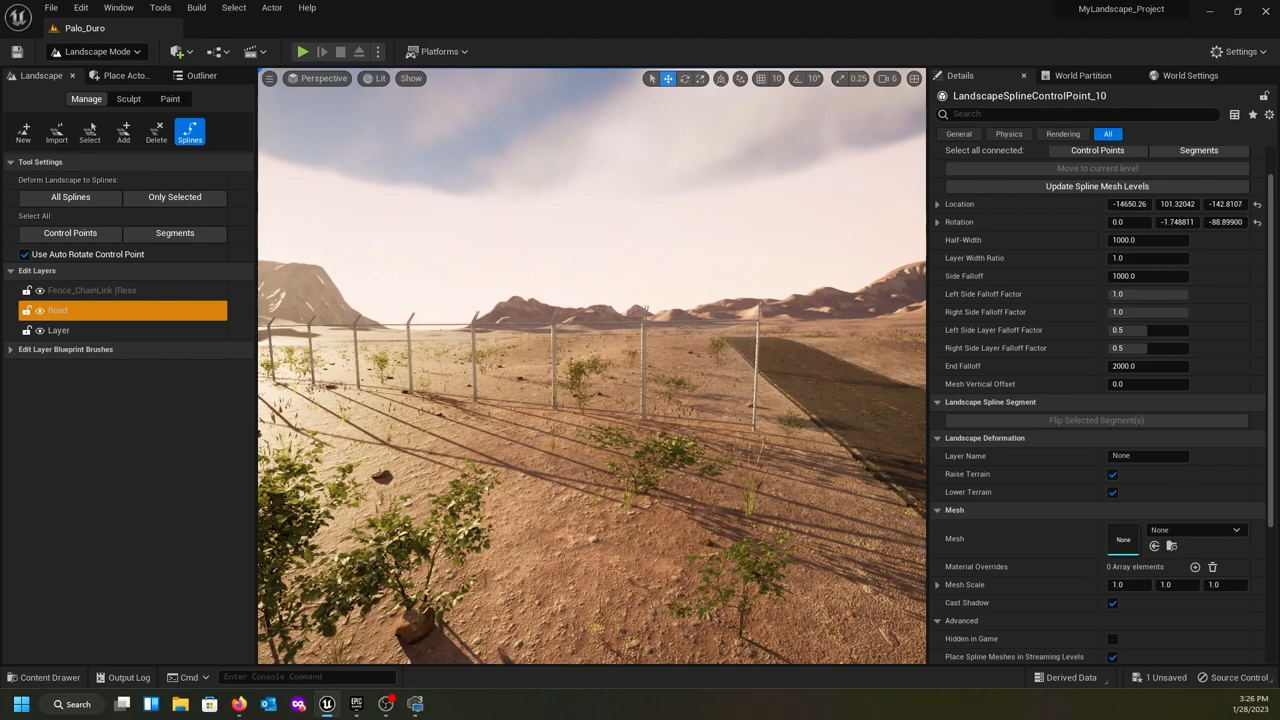 File Edit Window Tools Build Select Actor Help
MyLandscape_Project
Palo_Duro
Landscape Mode
Platforms
Settings
Landscape
Place Acto...
Outliner
Perspective
Lit
Show
10
10°
0.25
6
Details
World Partition
World Settings
Manage
Sculpt
Paint
LandscapeSplineControlPoint_10
Search
New
Import
Select
Add
Delete
Splines
General
Physics
Rendering
All
Select all connected:
Control Points
Segments
Move to current level
Update Spline Mesh Levels
Tool Settings
Deform Landscape to Splines:
All Splines
Only Selected
Select All:
Control Points
Segments
Use Auto Rotate Control Point
Edit Layers
Fence_ChainLink (Rese
Road
Layer
Edit Layer Blueprint Brushes
Location -14650.26 101.32042 -142.8107
Rotation 0.0 -1.748811 -88.89900
Half-Width 1000.0
Layer Width Ratio 1.0
Side Falloff 1000.0
Left Side Falloff Factor 1.0
Right Side Falloff Factor 1.0
Left Side Layer Falloff Factor 0.5
Right Side Layer Falloff Factor 0.5
End Falloff 2000.0
Mesh Vertical Offset 0.0
Landscape Spline Segment
Flip Selected Segment(s)
Landscape Deformation
Layer Name None
Raise Terrain
Lower Terrain
Mesh
Mesh None None
Material Overrides 0 Array elements
Mesh Scale 1.0 1.0 1.0
Cast Shadow
Advanced
Hidden in Game
Place Spline Meshes in Streaming Levels
Content Drawer
Output Log
Cmd
Enter Console Command
Derived Data
1 Unsaved
Source Control
Search
EPIC
3:26 PM
1/28/2023